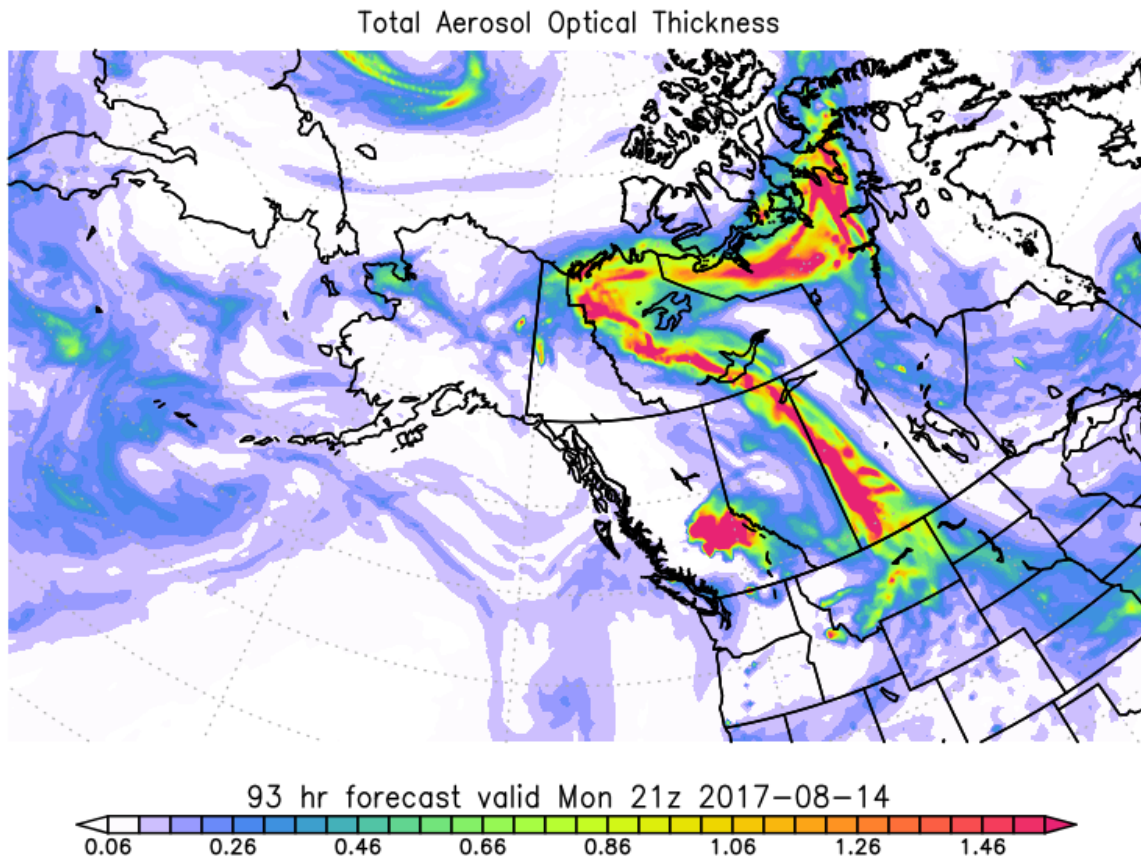 Total Aerosol Optical Thickness
93 hr forecast valid Mon 21z 2017-08-14
0.06 0.26 0.46 0.66 0.86 1.06 1.26 1.46